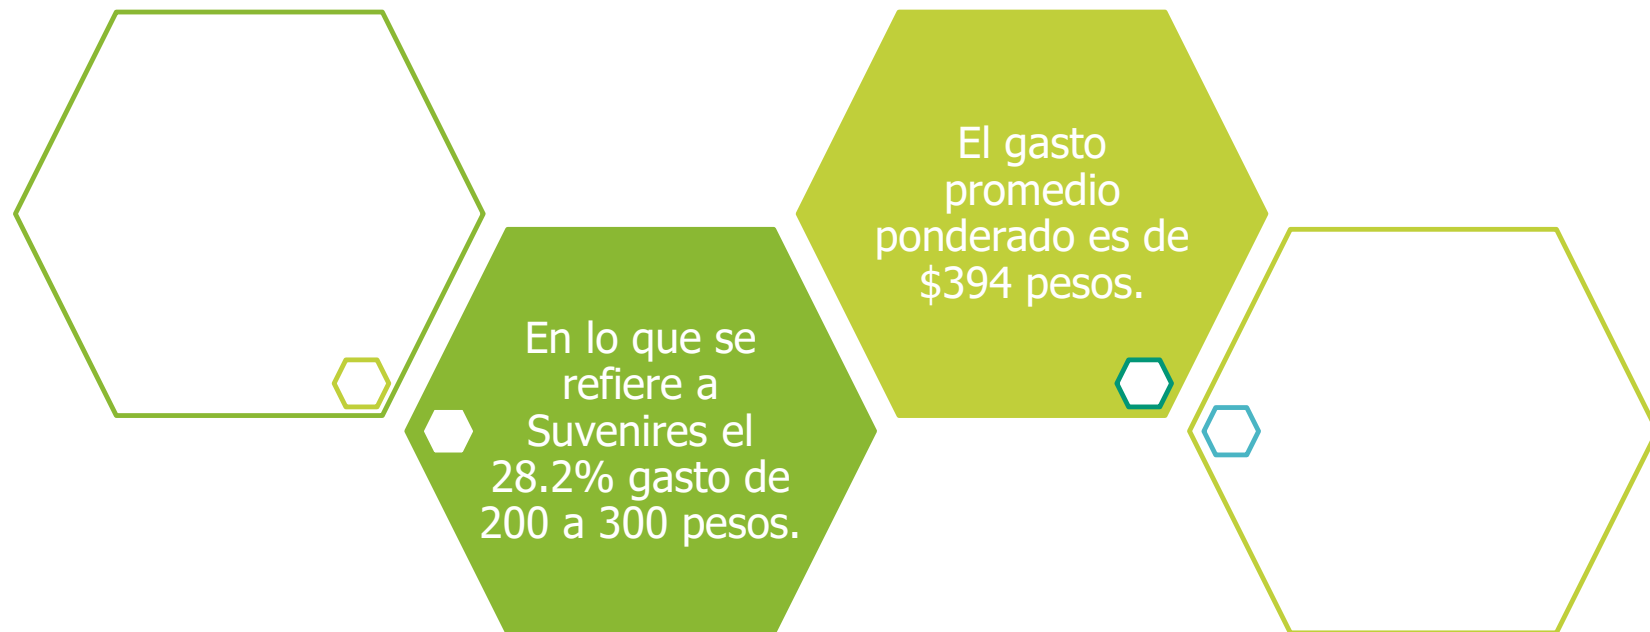 En lo que se
refiere a
Suvenires el
28.2% gasto de
200 a 300 pesos.
El gasto
promedio
ponderado es de
$394 pesos.